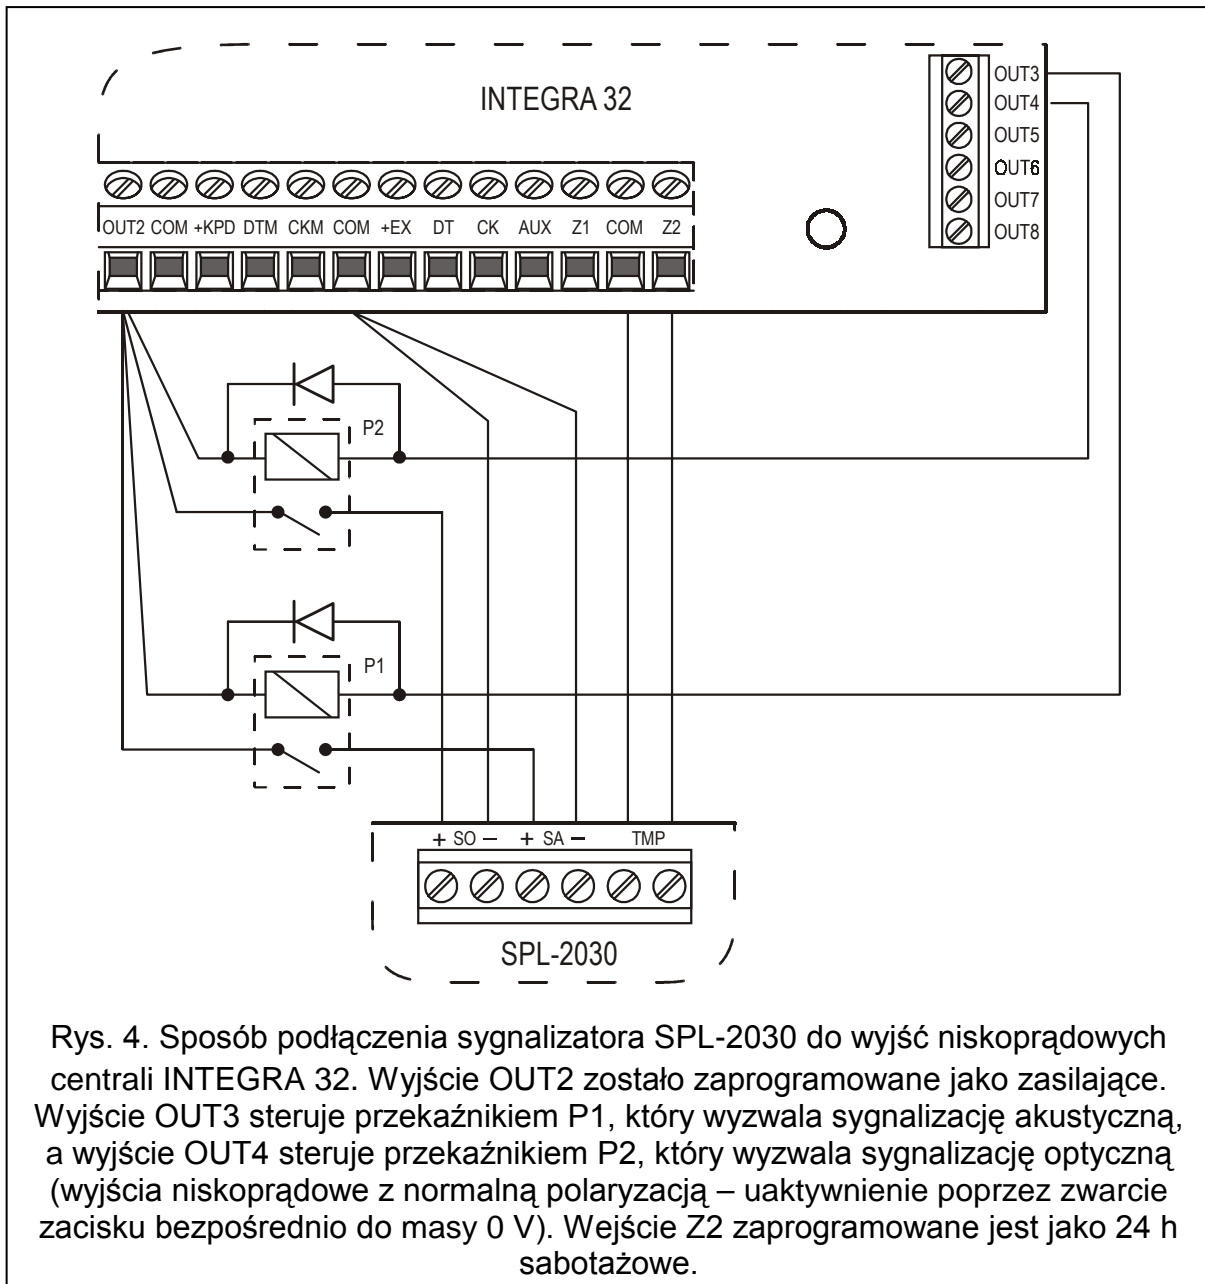 INTEGRA 32
OUT3
OUT4
OUT5
OUT6
OUT7
OUT8
OUT2 COM +KPD DTM CKM COM +EX DT CK AUX Z1 COM Z2
P2
P1
+ SO – + SA – TMP
SPL-2030
Rys. 4. Sposób podłączenia sygnalizatora SPL-2030 do wyjść niskoprądowych
centrali INTEGRA 32. Wyjście OUT2 zostało zaprogramowane jako zasilające.
Wyjście OUT3 steruje przekaźnikiem P1, który wyzwala sygnalizację akustyczną,
a wyjście OUT4 steruje przekaźnikiem P2, który wyzwala sygnalizację optyczną
(wyjścia niskoprądowe z normalną polaryzacją – uaktywnienie poprzez zwarcie
zacisku bezpośrednio do masy 0 V). Wejście Z2 zaprogramowane jest jako 24 h
sabotażowe.